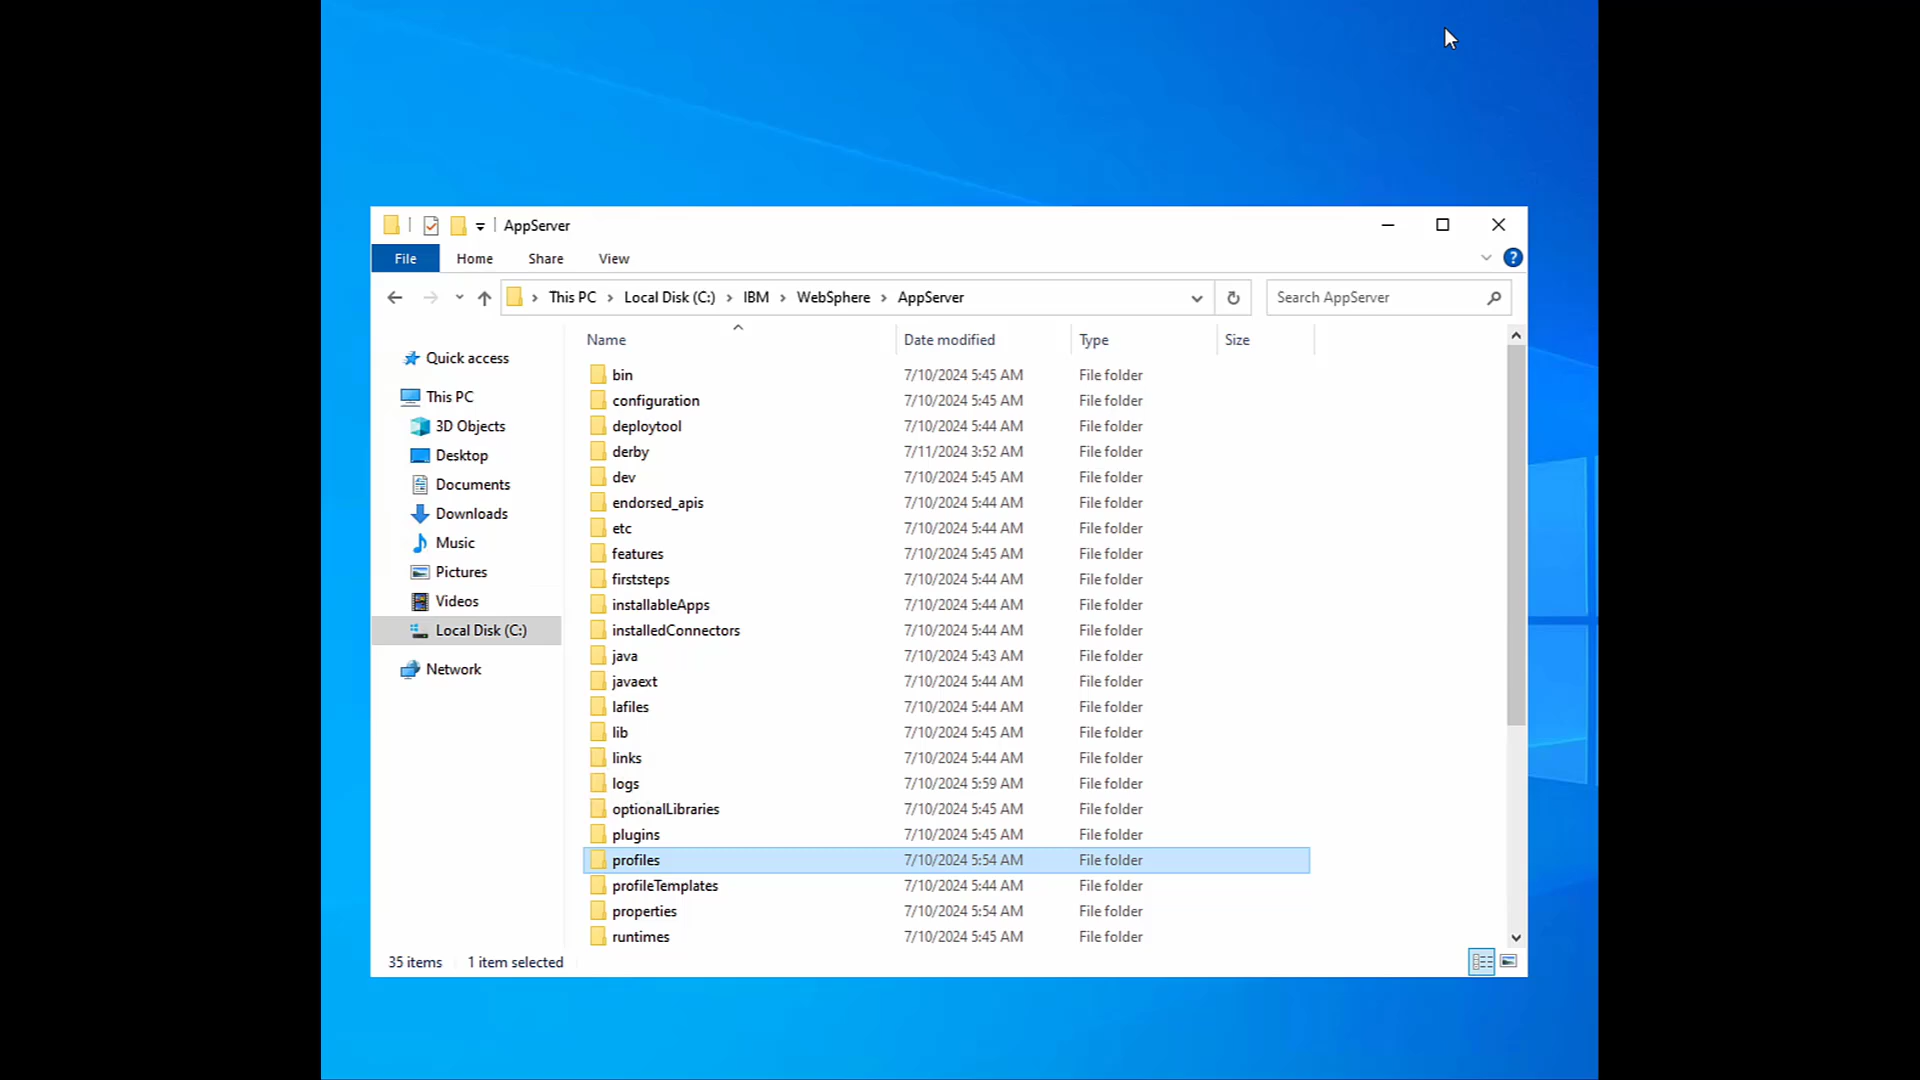 AppServer
File Home Share View
This PC Local Disk (C:) IBM WebSphere AppServer Search AppServer
Name Date modified Type Size
Quick access
This PC
3D Objects
Desktop
Documents
Downloads
Music
Pictures
Videos
Local Disk (C:)
Network
bin 7/10/2024 5:45 AM File folder
configuration 7/10/2024 5:45 AM File folder
deploytool 7/10/2024 5:44 AM File folder
derby 7/11/2024 3:52 AM File folder
dev 7/10/2024 5:45 AM File folder
endorsed_apis 7/10/2024 5:44 AM File folder
etc 7/10/2024 5:44 AM File folder
features 7/10/2024 5:45 AM File folder
firststeps 7/10/2024 5:44 AM File folder
installableApps 7/10/2024 5:44 AM File folder
installedConnectors 7/10/2024 5:44 AM File folder
java 7/10/2024 5:43 AM File folder
javaext 7/10/2024 5:44 AM File folder
lafiles 7/10/2024 5:44 AM File folder
lib 7/10/2024 5:45 AM File folder
links 7/10/2024 5:44 AM File folder
logs 7/10/2024 5:59 AM File folder
optionalLibraries 7/10/2024 5:45 AM File folder
plugins 7/10/2024 5:45 AM File folder
profiles 7/10/2024 5:54 AM File folder
profileTemplates 7/10/2024 5:44 AM File folder
properties 7/10/2024 5:54 AM File folder
runtimes 7/10/2024 5:45 AM File folder
35 items 1 item selected